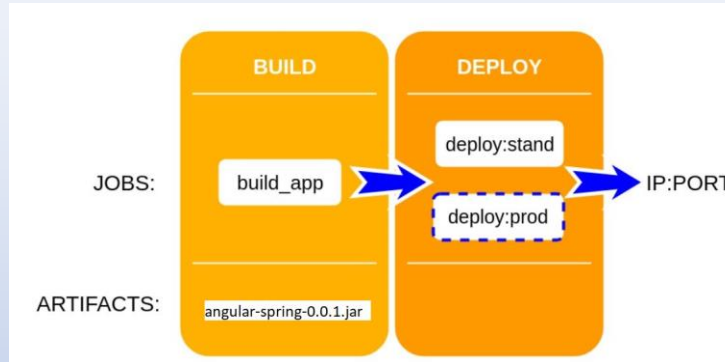 BUILD
DEPLOY
JOBS:
build_app
deploy:stand
deploy:prod
IP:PORT
ARTIFACTS:
angular-spring-0.0.1.jar